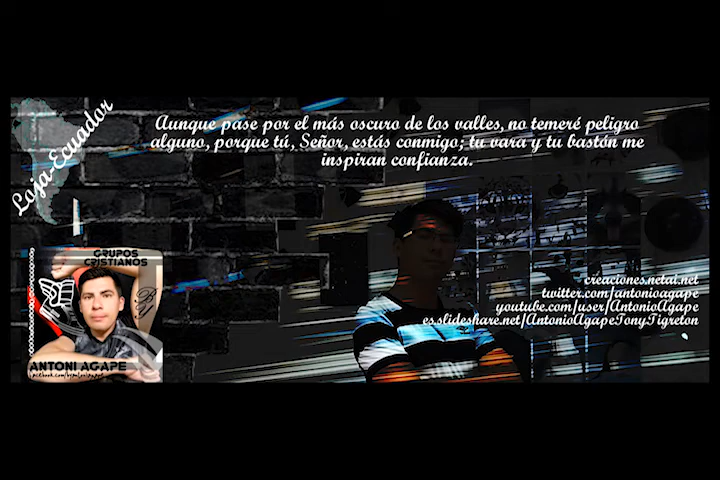 Loja-Ecuador
Aunque pase por el más oscuro de los valles, no temeré peligro
alguno, porque tú, Señor, estás conmigo; tu vara y tu bastón me
inspiran confianza.
GRUPOS
CRISTIANOS
By
ANTONI AGAPE
creaciones.netai.net
twitter.com/antonioagape
youtube.com/user/AntonioAgape
es.slideshare.net/AntonioAgapeTonyTigreton